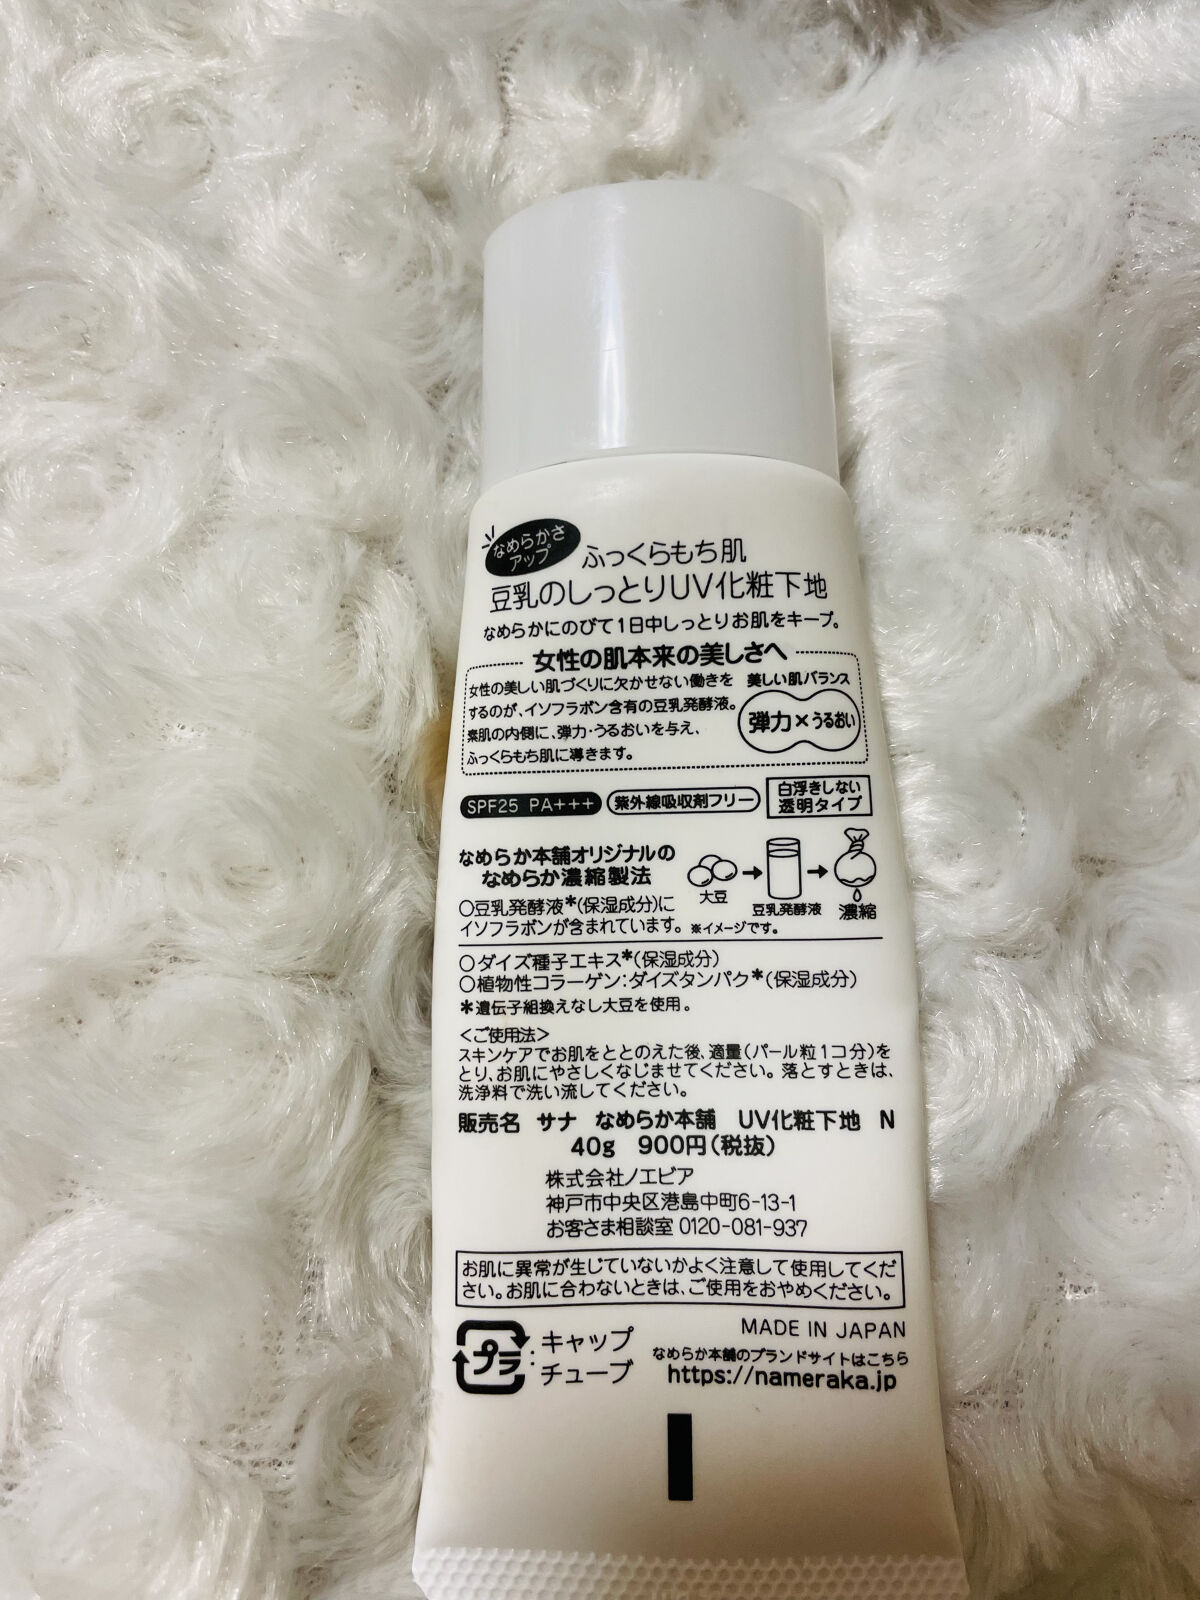 なめらかさ
アップ
ふっくらもち肌
豆乳のしっとりUV化粧下地
なめらかにのびて1日中しっとりお肌をキープ。
女性の肌本来の美しさへ
女性の美しい肌づくりに欠かせない働きを
するのが、イソフラボン含有の豆乳発酵液。
素肌の内側に、弾力・うるおいを与え、
ふっくらもち肌に導きます。
美しい肌バランス
弾力×うるおい
SPF25 PA+++
紫外線吸収剤フリー
白浮きしない
透明タイプ
なめらか本舗オリジナルの
なめらか濃縮製法
○豆乳発酵液*(保湿成分)に
イソフラボンが含まれています。
大豆
豆乳発酵液
濃縮
※イメージです。
○ダイズ種子エキス*(保湿成分)
○植物性コラーゲン:ダイズタンパク*(保湿成分)
*遺伝子組換えなし大豆を使用。
<ご使用法>
スキンケアでお肌をととのえた後、適量(パール粒1コ分)を
とり、お肌にやさしくなじませてください。落とすときは、
洗浄料で洗い流してください。
販売名 サナ なめらか本舗 UV化粧下地 N
40g 900円(税抜)
株式会社ノエビア
神戸市中央区港島中町6-13-1
お客さま相談室 0120-081-937
お肌に異常が生じていないかよく注意して使用してくだ
さい。お肌に合わないときは、ご使用をおやめください。
プラ
:キャップ
チューブ
MADE IN JAPAN
なめらか本舗のブランドサイトはこちら
https://nameraka.jp